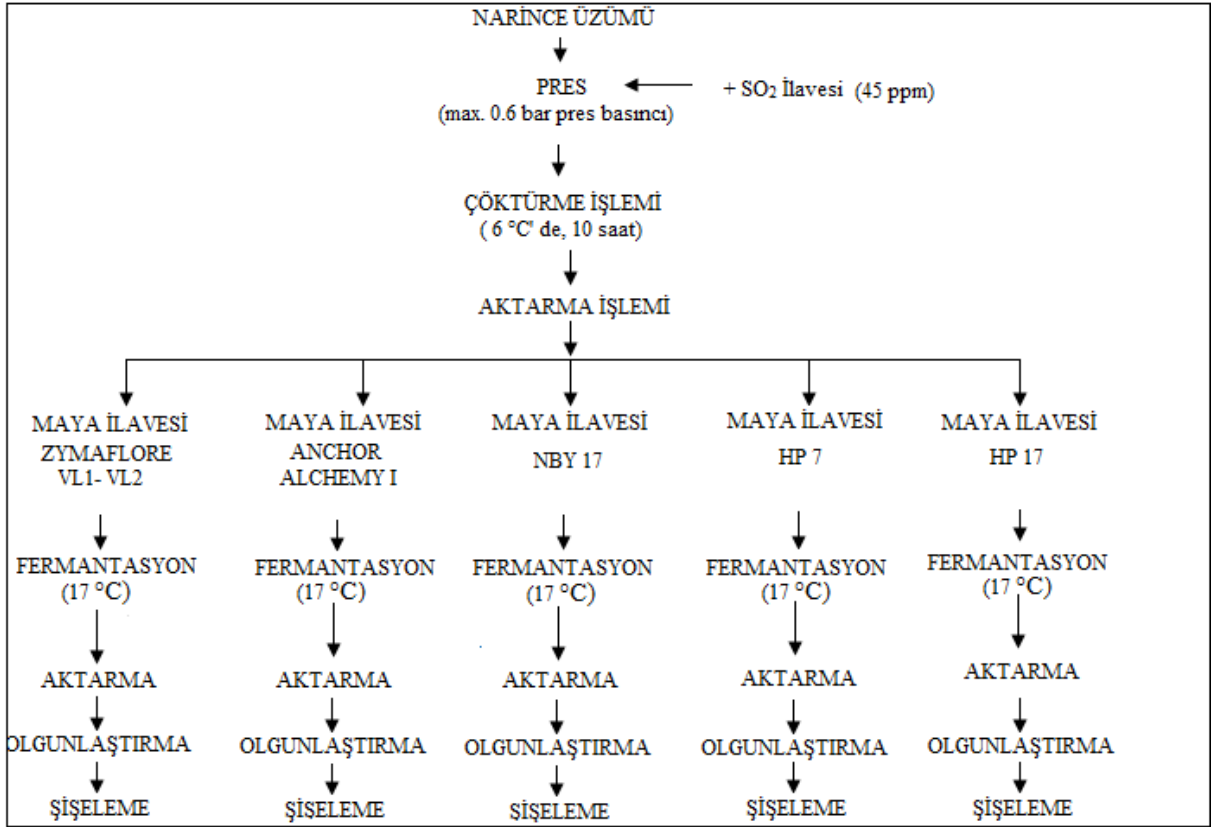 NARİNCE ÜZÜMÜ
PRES
+ SO2 İlavesi (45 ppm)
(max. 0.6 bar pres basıncı)
ÇÖKTÜRME İŞLEMİ
( 6 °C' de, 10 saat)
AKTARMA İŞLEMİ
MAYA İLAVESİ
ZYMAFLORE
VL1- VL2
FERMANTASYON
(17 °C)
AKTARMA
OLGUNLAŞTIRMA
ŞİŞELEME
MAYA İLAVESİ
ANCHOR
ALCHEMY I
FERMANTASYON
(17 °C)
AKTARMA
OLGUNLAŞTIRMA
ŞİŞELEME
MAYA İLAVESİ
NBY 17
FERMANTASYON
(17 °C)
AKTARMA
OLGUNLAŞTIRMA
ŞİŞELEME
MAYA İLAVESİ
HP 7
FERMANTASYON
(17 °C)
AKTARMA
OLGUNLAŞTIRMA
ŞİŞELEME
MAYA İLAVESİ
HP 17
FERMANTASYON
(17 °C)
AKTARMA
OLGUNLAŞTIRMA
ŞİŞELEME